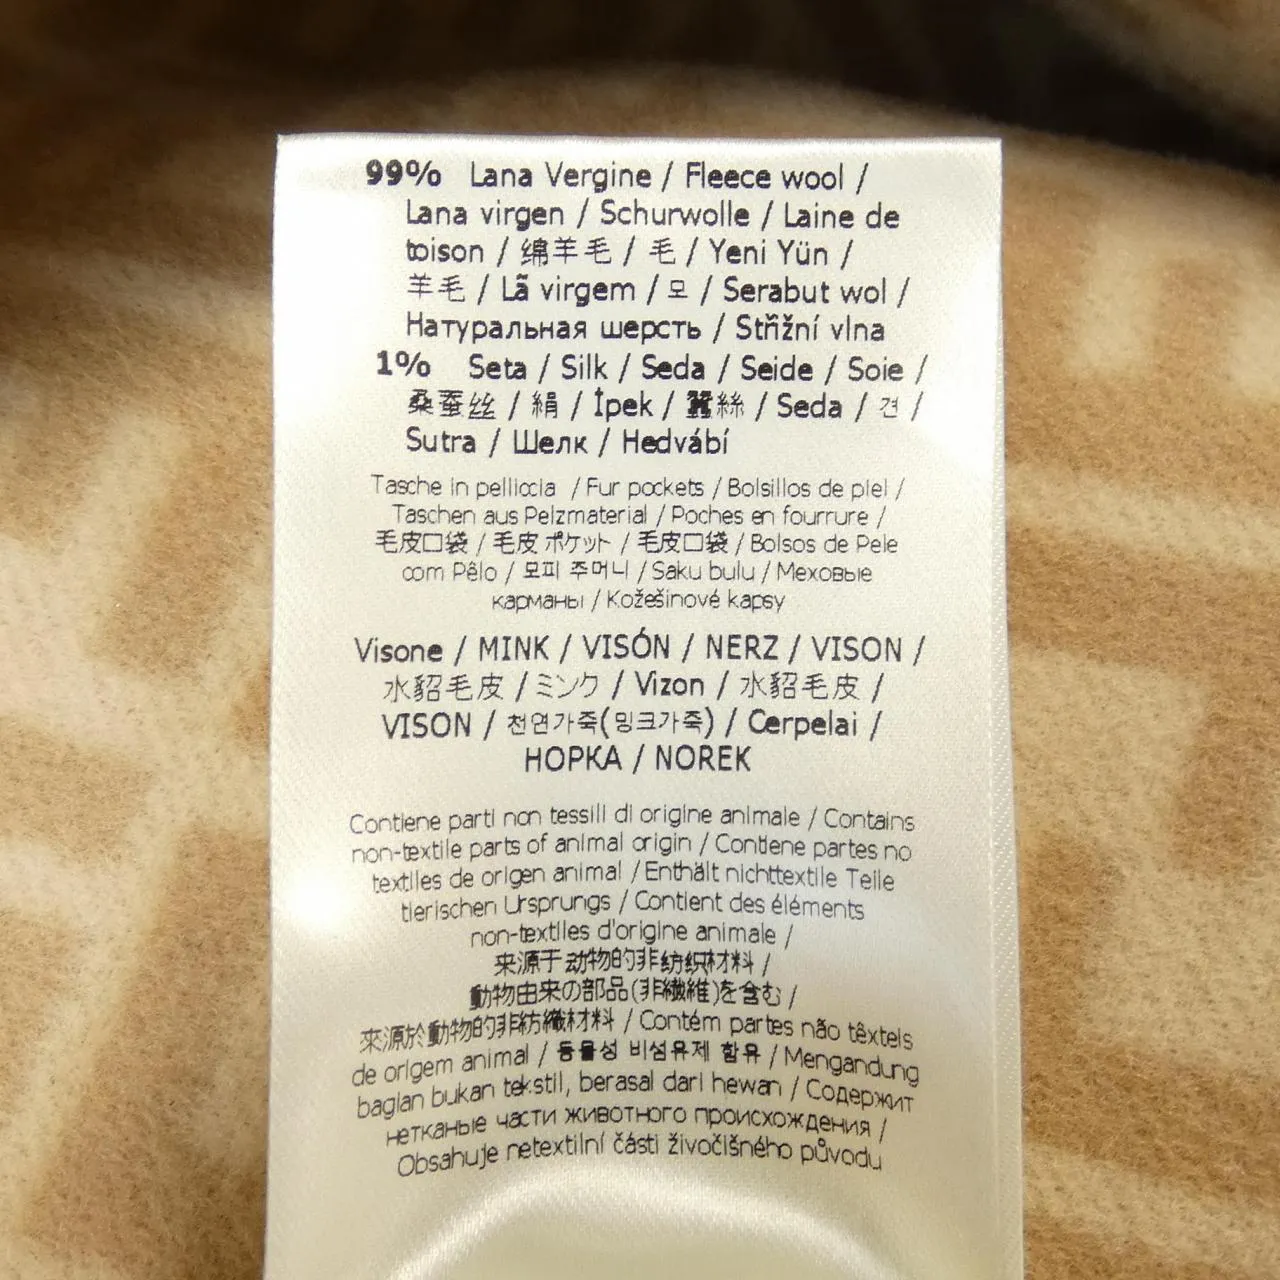 99% Lana Vergine / Fleece wool /
Lana virgen / Schurwolle / Laine de
toison / 绵羊毛 / 毛 / Yeni Yün /
羊毛 / Lã virgem / 모 / Serabut wol /
Натуральная шерсть / Střižní vlna
1% Seta / Silk / Seda / Seide / Soie /
桑蚕丝 / 絹 / İpek / 蠶絲 / Seda / 견 /
Sutra / Шелк / Hedvábí
Tasche in pelliccia / Fur pockets / Bolsillos de piel /
Taschen aus Pelzmaterial / Poches en fourrure /
毛皮口袋 / 毛皮 ポケット / 毛皮口袋 / Bolsos de Pele
com Pêlo / 모피 주머니 / Saku bulu / Меховые
карманы / Kožešinové kapsy
Visone / MINK / VISÓN / NERZ / VISON /
水貂毛皮 / ミンク / Vizon / 水貂毛皮 /
VISON / 천연가죽(밍크가죽) / Cerpelai /
НОРКА / NOREK
Contiene parti non tessili di origine animale / Contains
non-textile parts of animal origin / Contiene partes no
textiles de origen animal / Enthält nichttextile Teile
tierischen Ursprungs / Contient des éléments
non-textiles d'origine animale /
来源于动物的非纺织材料 /
動物由来の部品(非繊維)を含む /
來源於動物的非紡織材料 / Contém partes não têxteis
de origem animal / 동물성 비섬유제 함유 / Mengandung
bagian bukan tekstil, berasal dari hewan / Содержит
нетканые части животного происхождения /
Obsahuje netextilní části živočišného původu